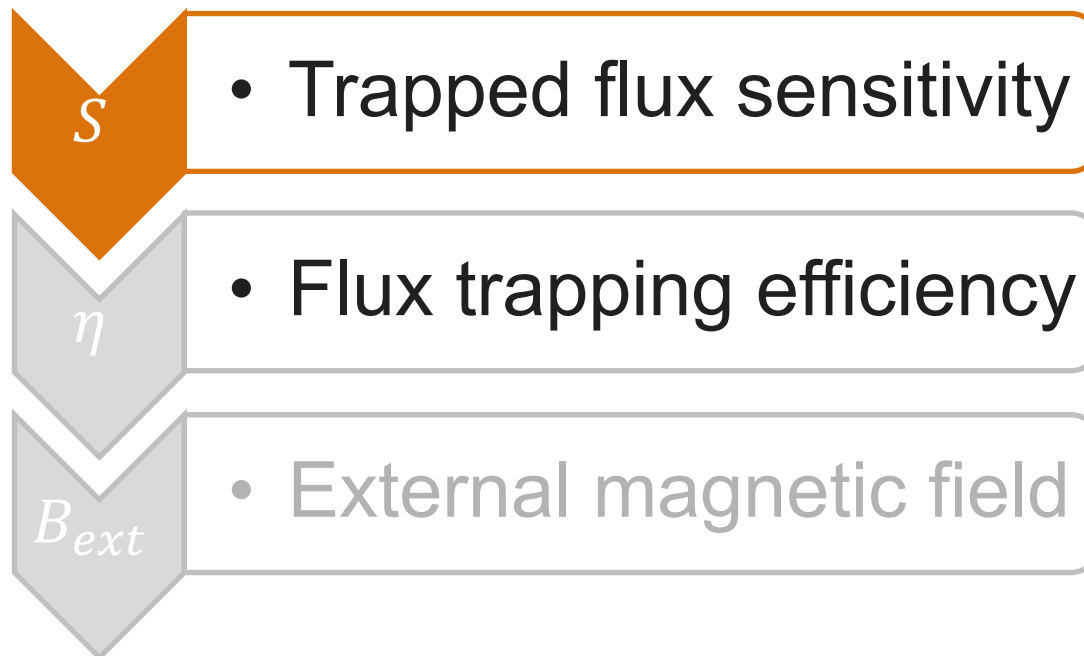 S • Trapped flux sensitivity
η • Flux trapping efficiency
B_ext • External magnetic field